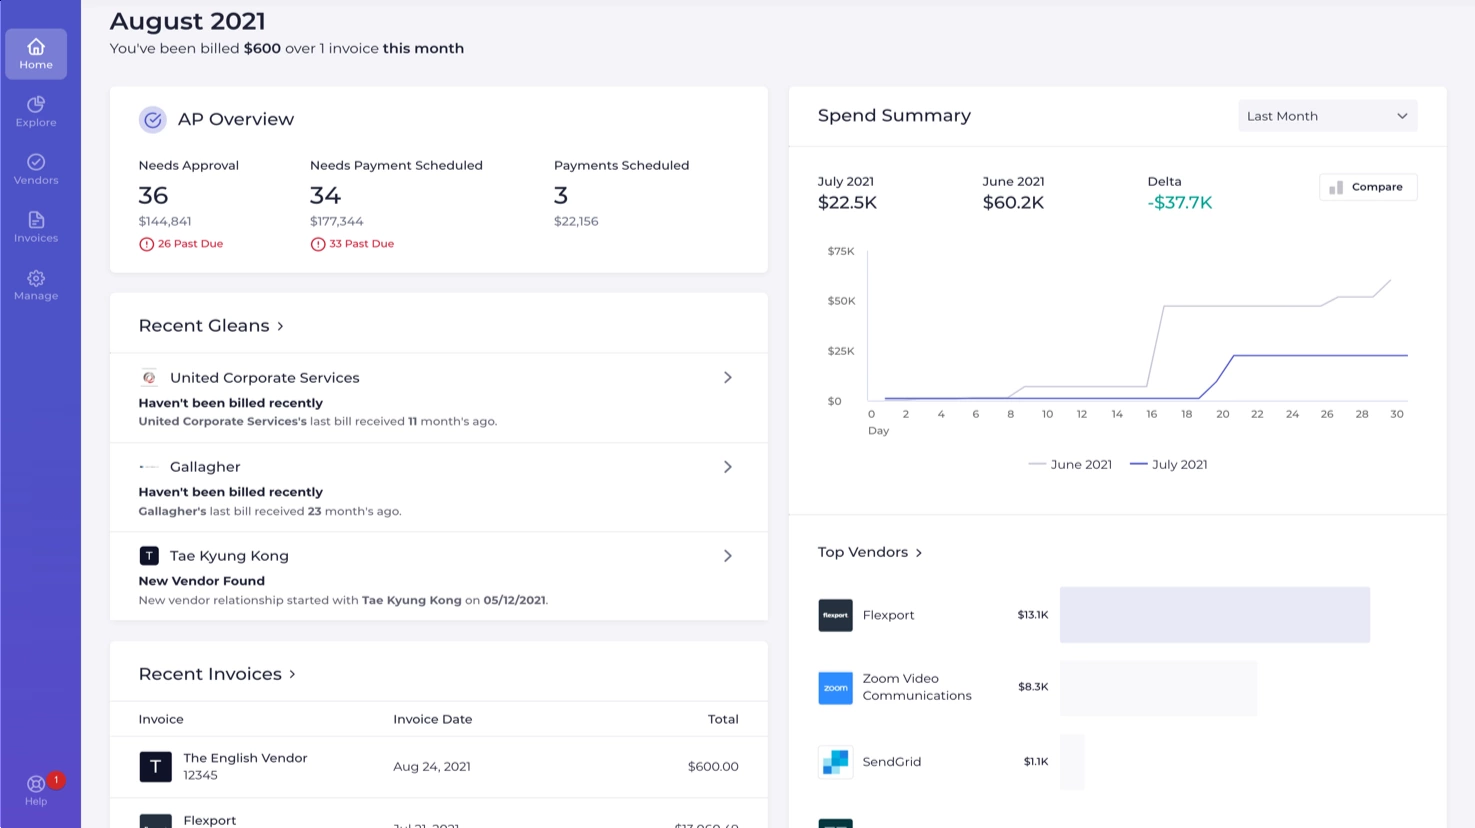 August 2021
You've been billed $600 over 1 invoice this month
Home
Explore
Vendors
Invoices
Manage
Help
1
AP Overview
Needs Approval
36
$144,841
26 Past Due
Needs Payment Scheduled
34
$177,344
33 Past Due
Payments Scheduled
3
$22,156
Recent Gleans
United Corporate Services
Haven't been billed recently
United Corporate Services's last bill received 11 month's ago.
Gallagher
Haven't been billed recently
Gallagher's last bill received 23 month's ago.
T
Tae Kyung Kong
New Vendor Found
New vendor relationship started with Tae Kyung Kong on 05/12/2021.
Recent Invoices
Invoice Invoice Date Total
T
The English Vendor
12345
Aug 24, 2021
$600.00
Flexport
Spend Summary
Last Month
July 2021
$22.5K
June 2021
$60.2K
Delta
-$37.7K
Compare
$75K
$50K
$25K
$0
0 2 4 6 8 10 12 14 16 18 20 22 24 26 28 30
Day
June 2021 July 2021
Top Vendors
flexport
Flexport
$13.1K
zoom
Zoom Video
Communications
$8.3K
SendGrid
$1.1K